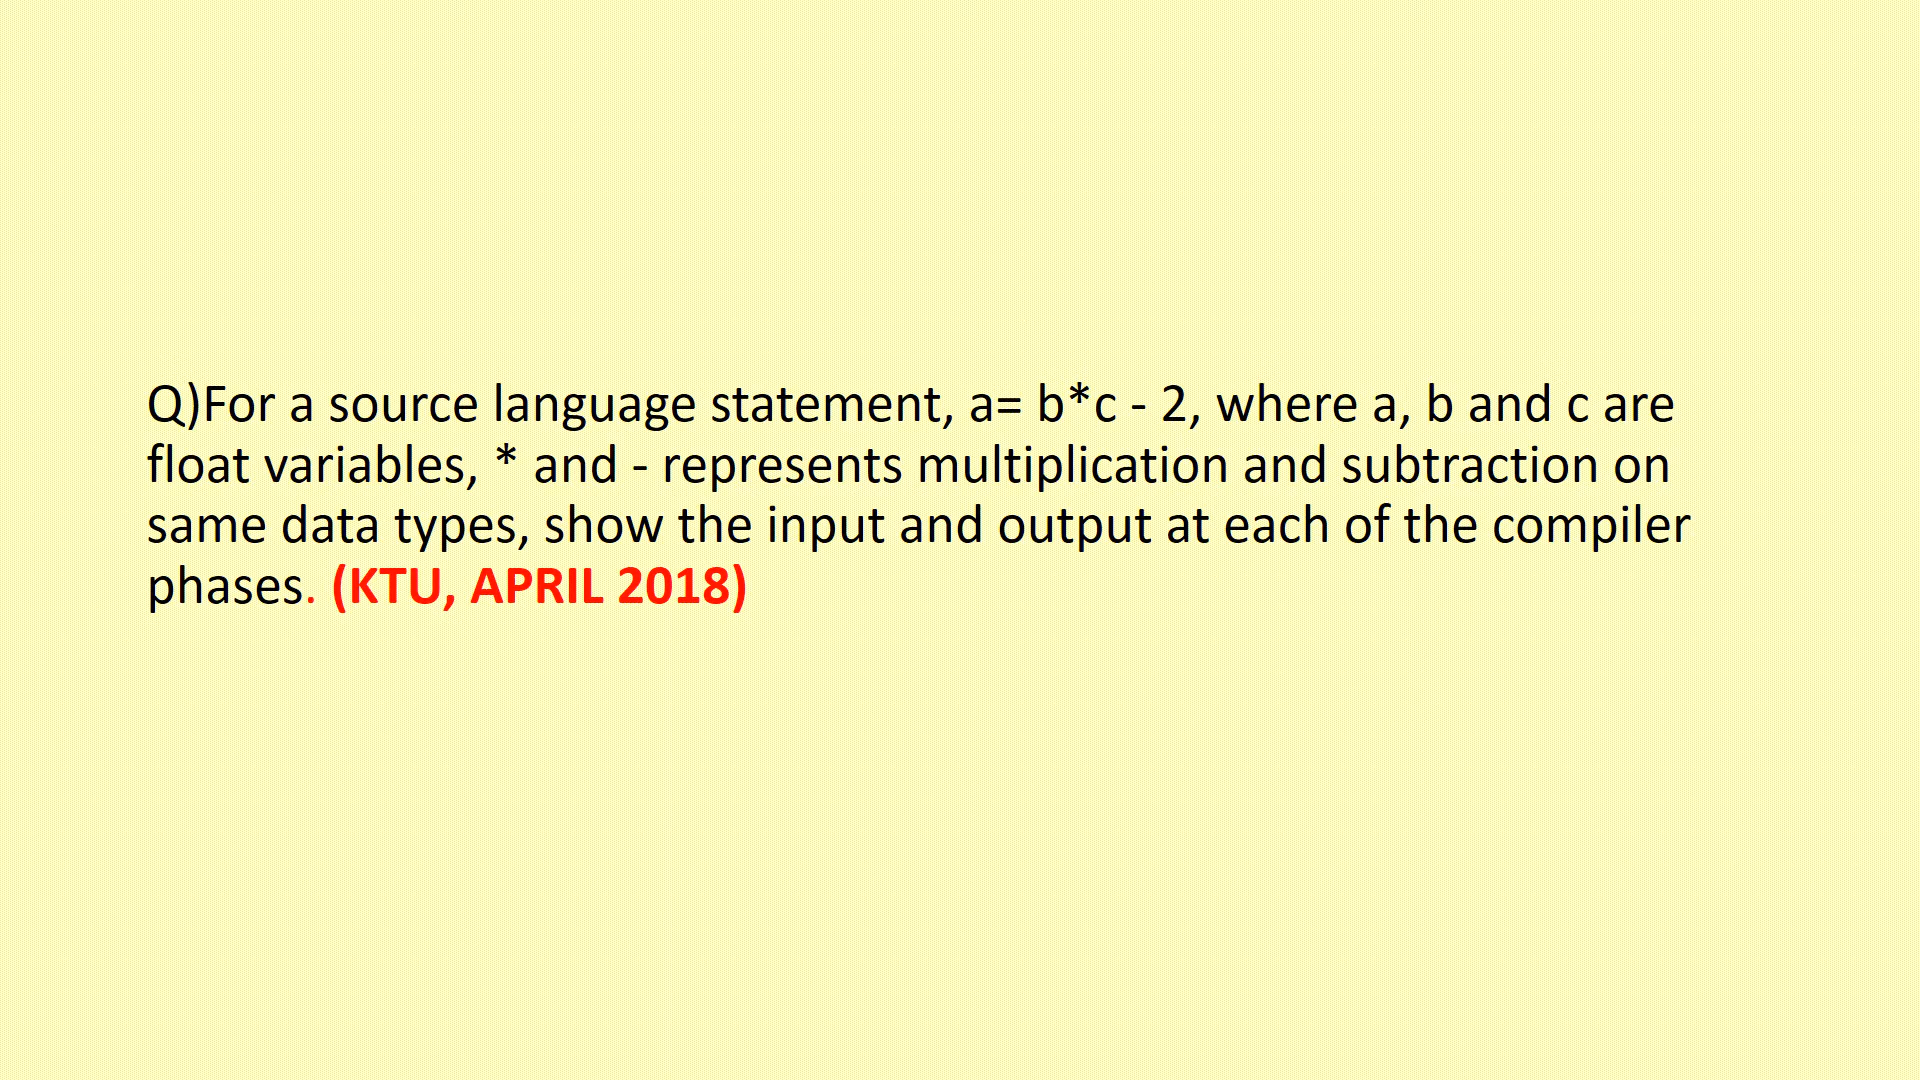 Q)For a source language statement, a= b*c - 2, where a, b and c are
float variables, * and - represents multiplication and subtraction on
same data types, show the input and output at each of the compiler
phases. (KTU, APRIL 2018)